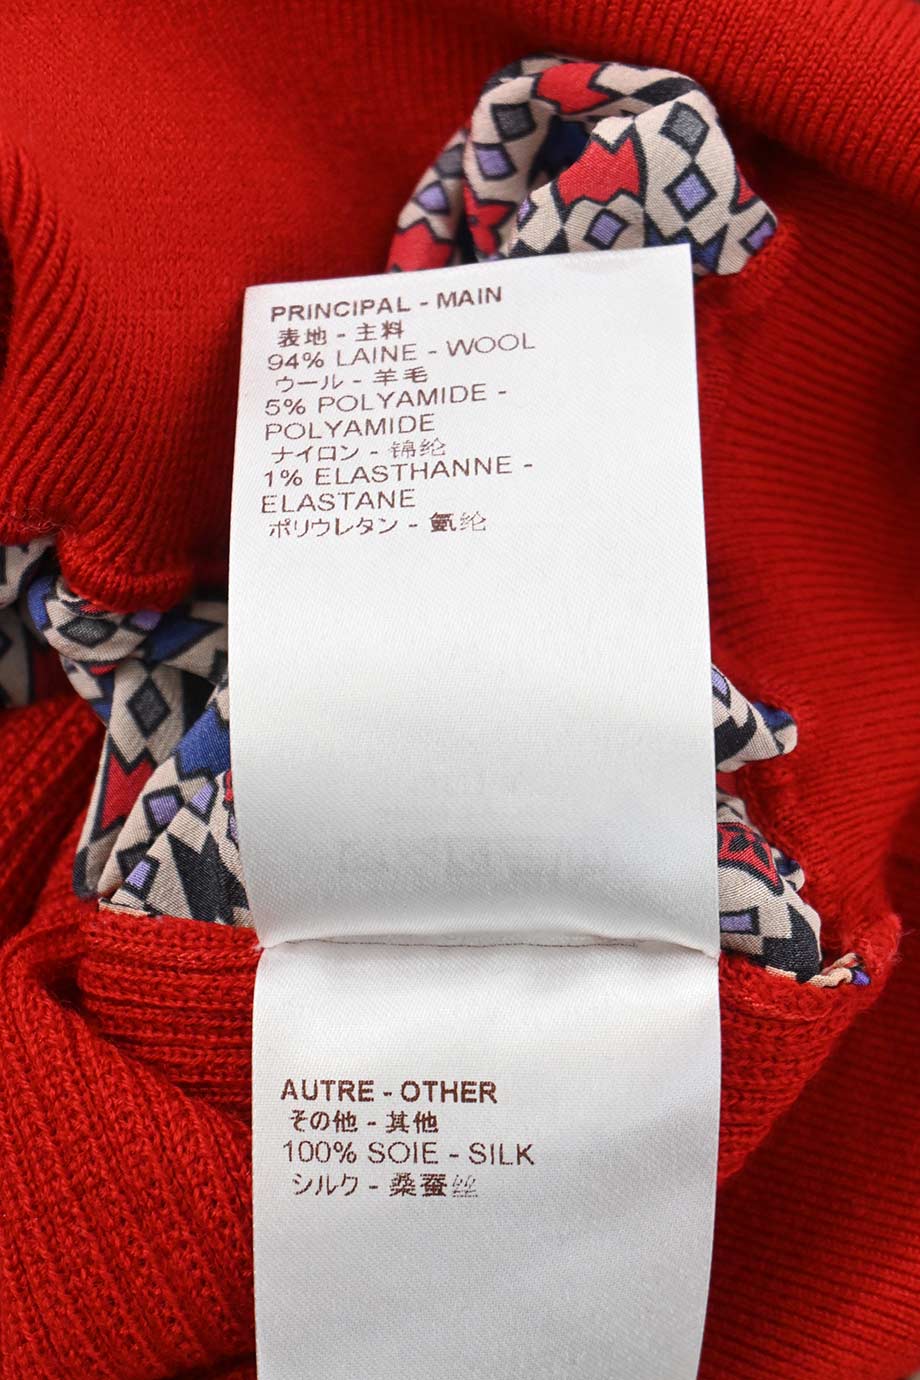 PRINCIPAL - MAIN
表地 - 主料
94% LAINE - WOOL
ウール - 羊毛
5% POLYAMIDE -
POLYAMIDE
ナイロン - 锦纶
1% ELASTHANNE -
ELASTANE
ポリウレタン - 氨纶
AUTRE - OTHER
その他 - 其他
100% SOIE - SILK
シルク - 桑蚕丝